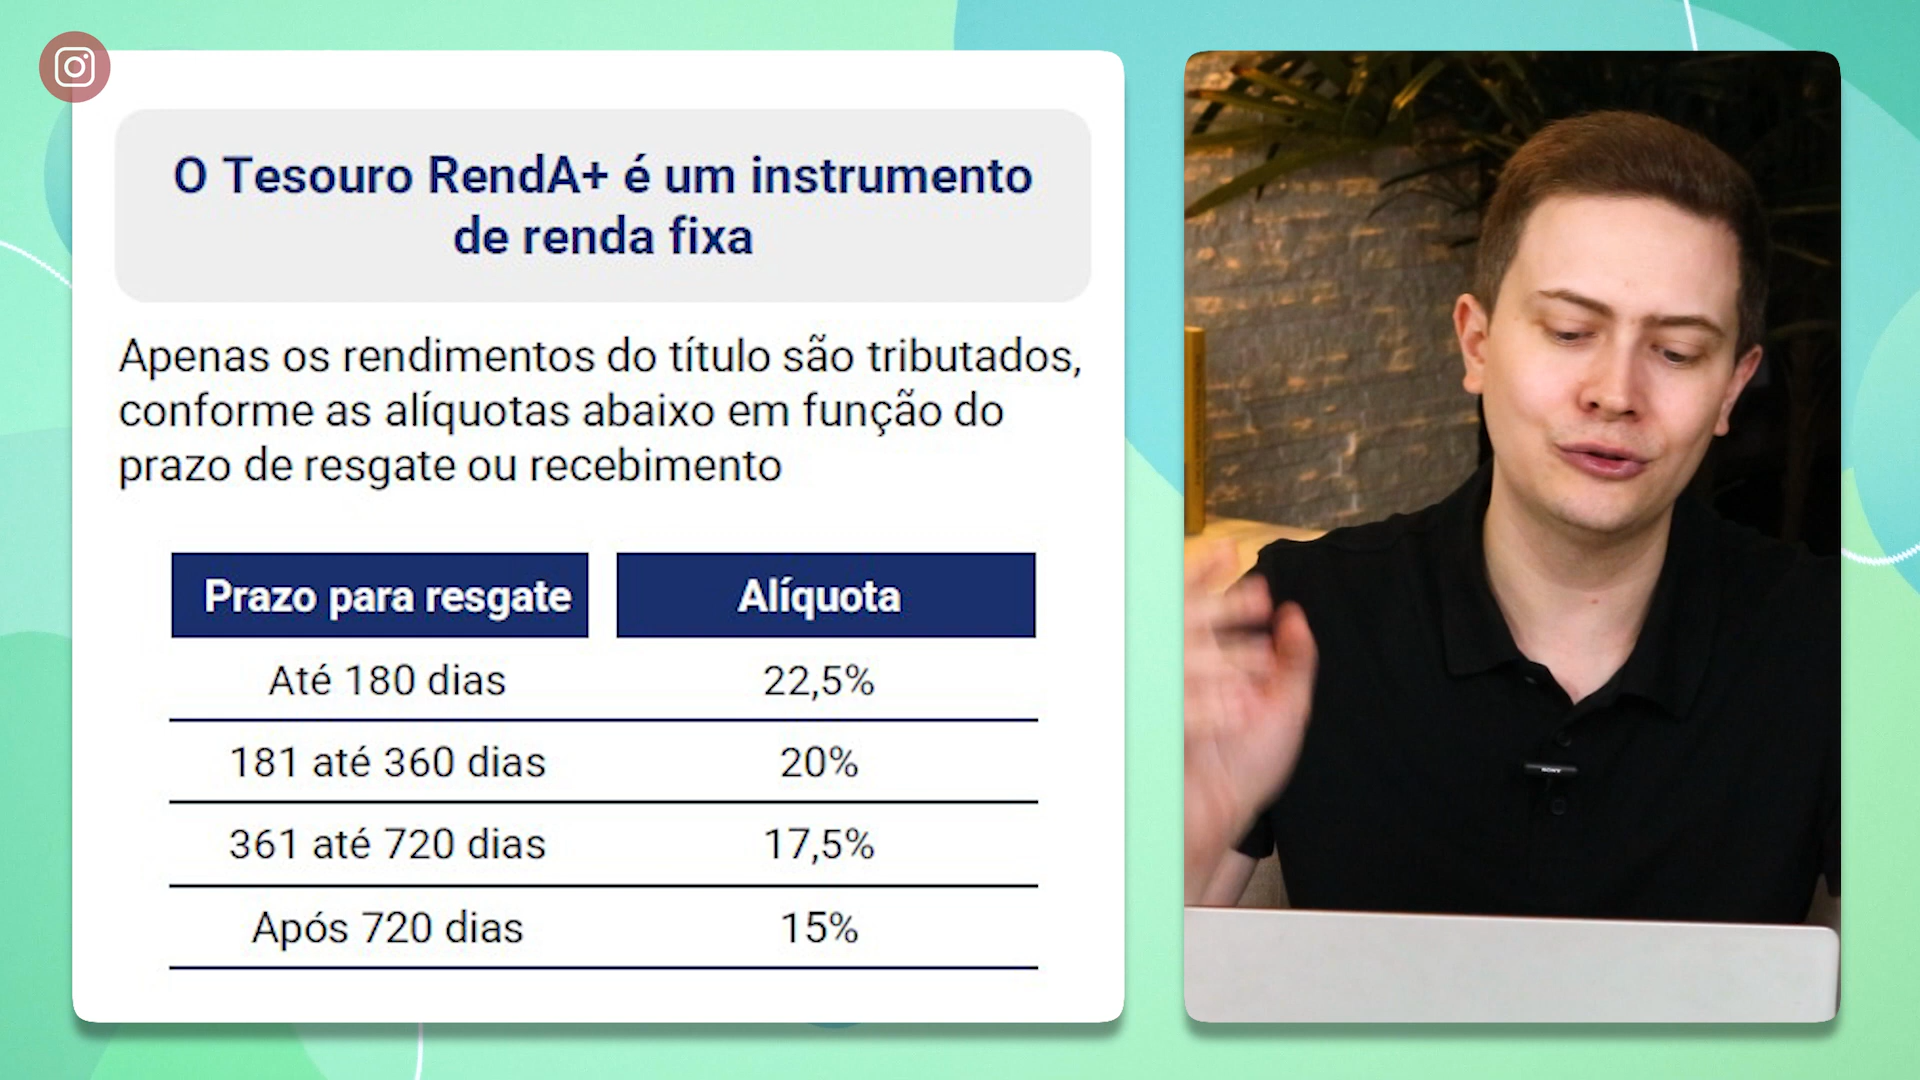 O Tesouro RendA+ é um instrumento
de renda fixa
Apenas os rendimentos do título são tributados,
conforme as alíquotas abaixo em função do
prazo de resgate ou recebimento
Prazo para resgate Alíquota
Até 180 dias 22,5%
181 até 360 dias 20%
361 até 720 dias 17,5%
Após 720 dias 15%
SONY